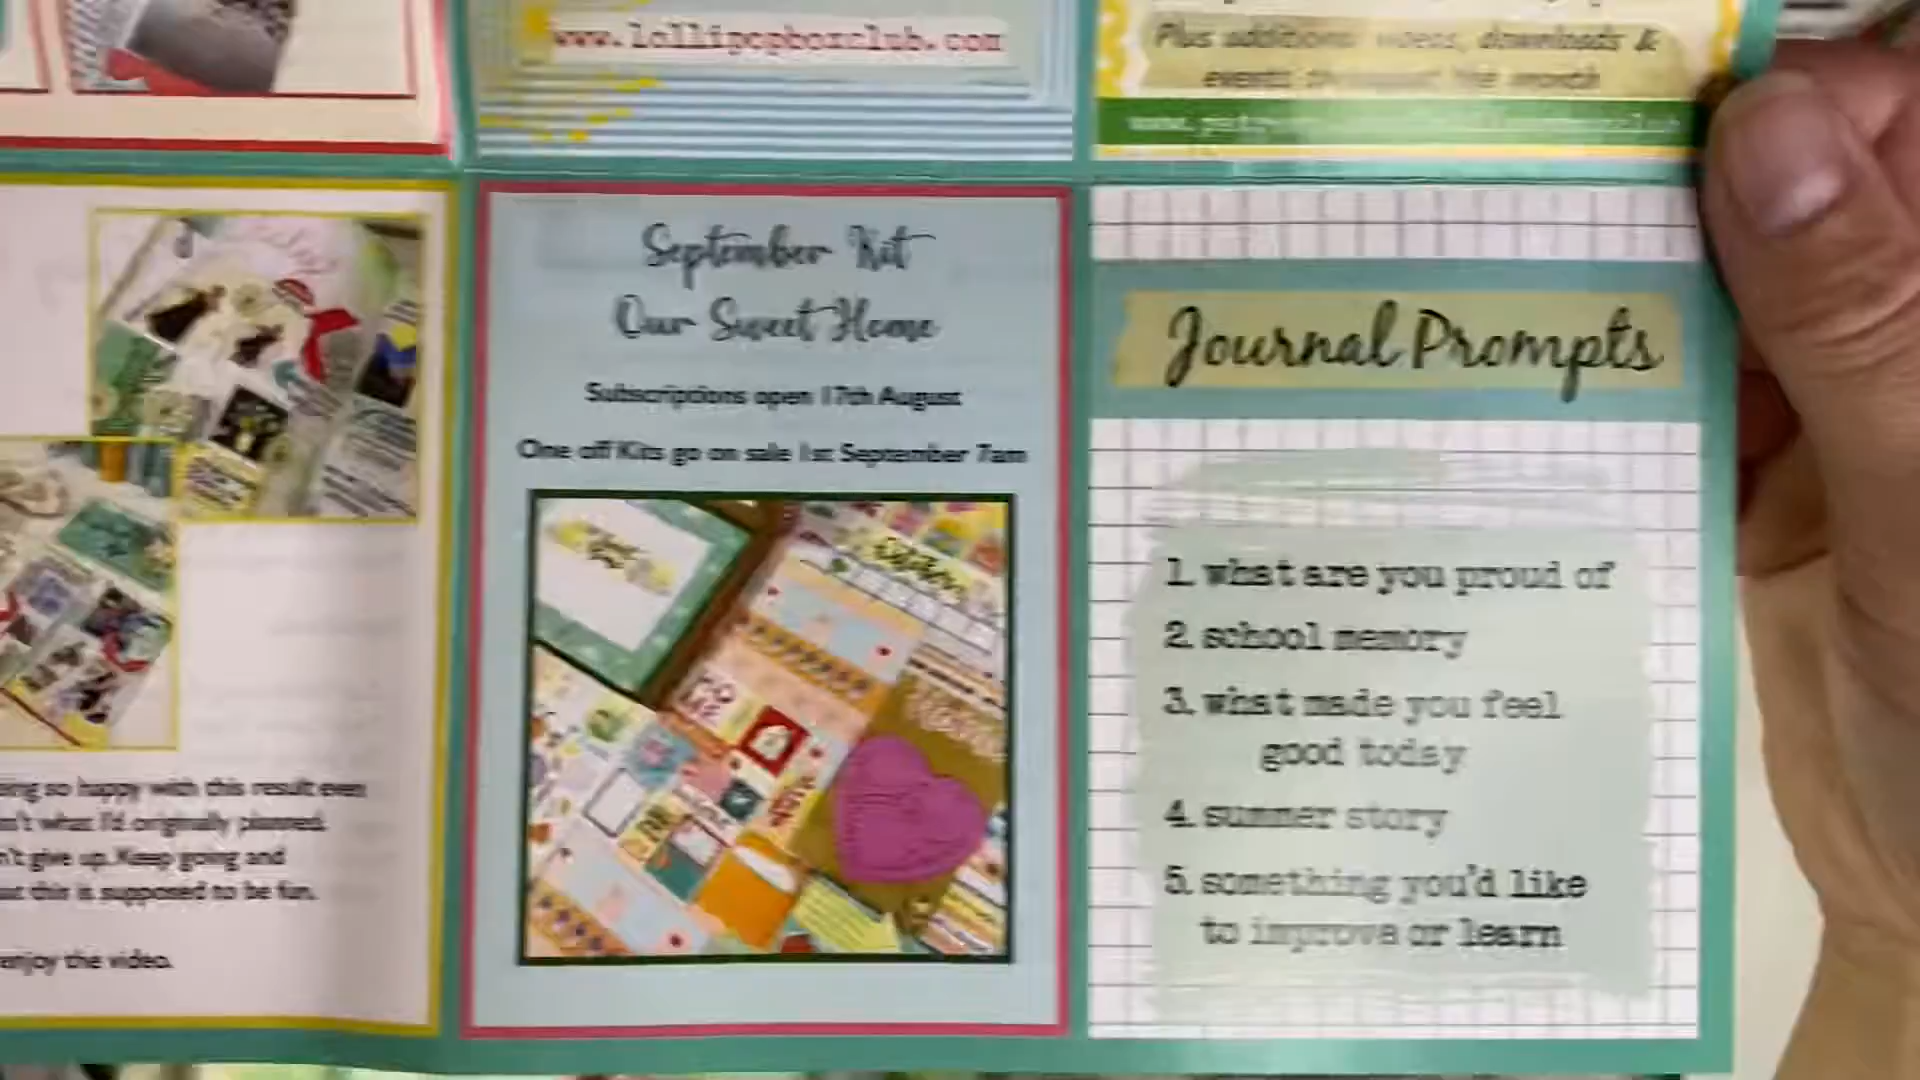 www.lollipopboxclub.com
Plus additional videos, downloads &
events throughout the month
September Kit
Our Sweet Home
Subscriptions open 17th August
One off Kits go on sale 1st September 7am
HO
ME
Journal Prompts
1. what are you proud of
2. school memory
3. what made you feel
good today
4. summer story
5. something you'd like
to improve or learn
so happy with this result even
what I'd originally planned.
give up. Keep going and
this is supposed to be fun.
enjoy the video.